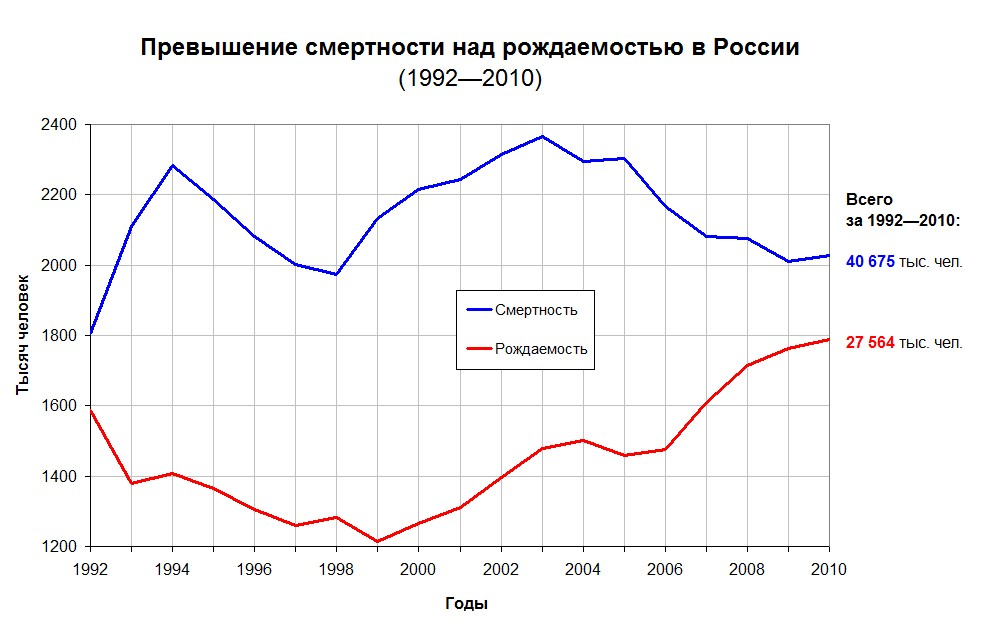 Превышение смертности над рождаемостью в России
(1992—2010)
Тысяч человек
2400
2200
2000
1800
1600
1400
1200
1992 1994 1996 1998 2000 2002 2004 2006 2008 2010
Годы
Смертность
Рождаемость
Всего
за 1992—2010:
40 675 тыс. чел.
27 564 тыс. чел.